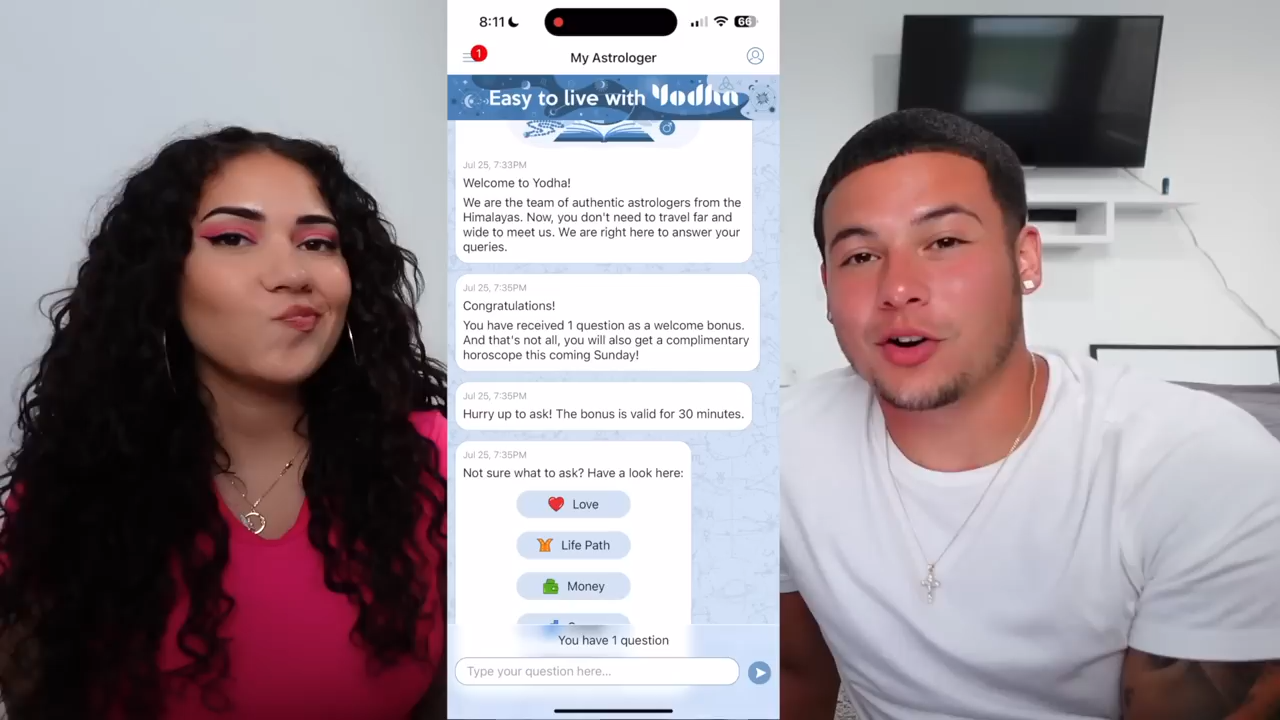 8:11
66
1
My Astrologer
Easy to live with Yodha
Jul 25, 7:33PM
Welcome to Yodha!
We are the team of authentic astrologers from the
Himalayas. Now, you don't need to travel far and
wide to meet us. We are right here to answer your
queries.
Jul 25, 7:35PM
Congratulations!
You have received 1 question as a welcome bonus.
And that's not all, you will also get a complimentary
horoscope this coming Sunday!
Jul 25, 7:35PM
Hurry up to ask! The bonus is valid for 30 minutes.
Jul 25, 7:35PM
Not sure what to ask? Have a look here:
Love
Life Path
Money
You have 1 question
Type your question here...